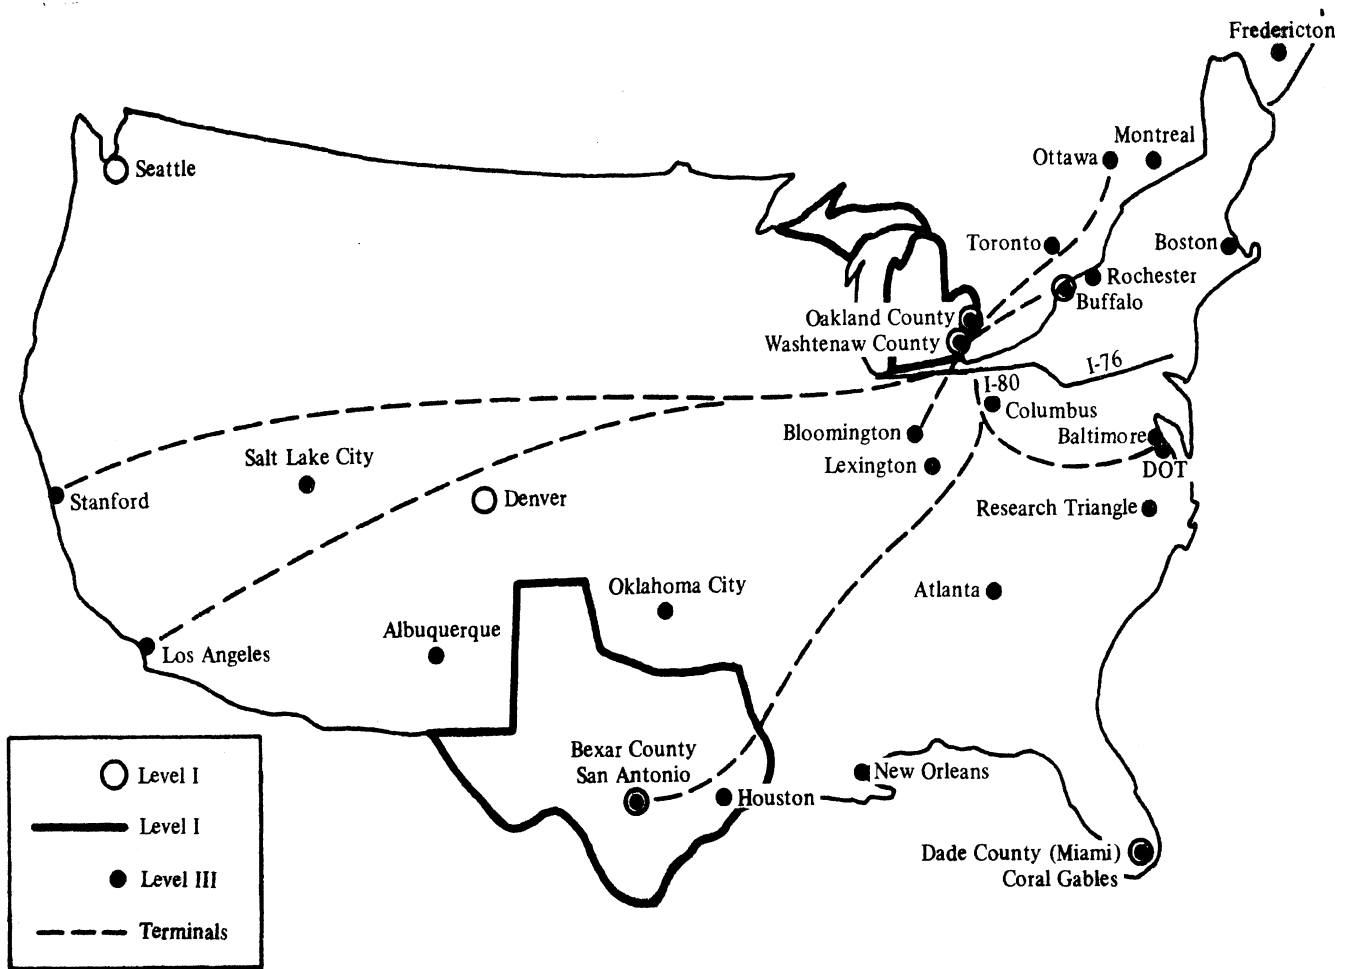 Fredericton
Montreal
Ottawa
Seattle
Toronto
Boston
Rochester
Buffalo
Oakland County
Washtenaw County
I-76
I-80
Columbus
Bloomington
Baltimore
Salt Lake City
Lexington
DOT
Stanford
Denver
Research Triangle
Oklahoma City
Atlanta
Albuquerque
Los Angeles
Bexar County
San Antonio
New Orleans
Houston
Dade County (Miami)
Coral Gables
Level I
Level I
Level III
Terminals